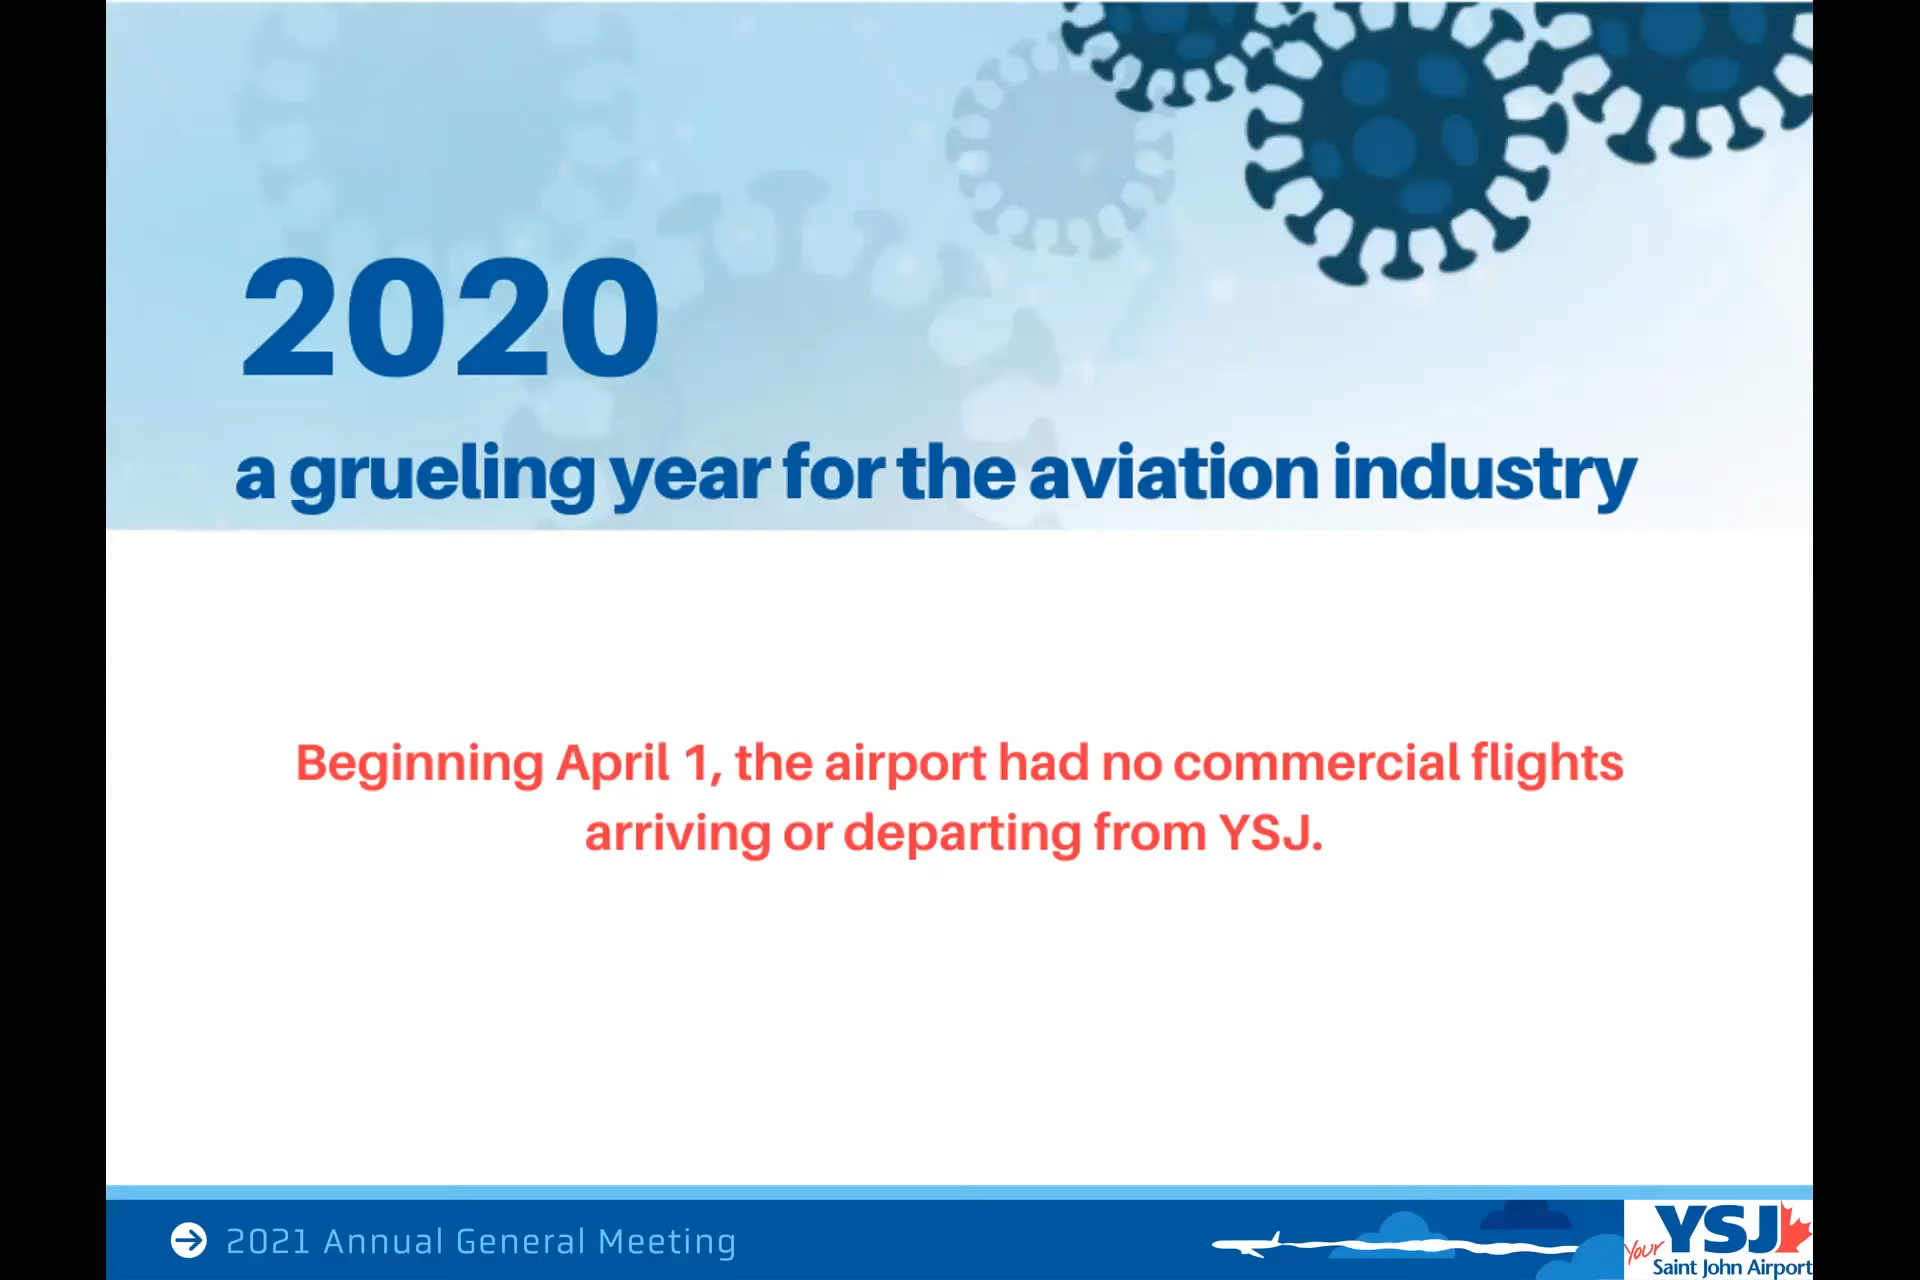 2020
a grueling year for the aviation industry
Beginning April 1, the airport had no commercial flights
arriving or departing from YSJ.
2021 Annual General Meeting
Your YSJ
Saint John Airport